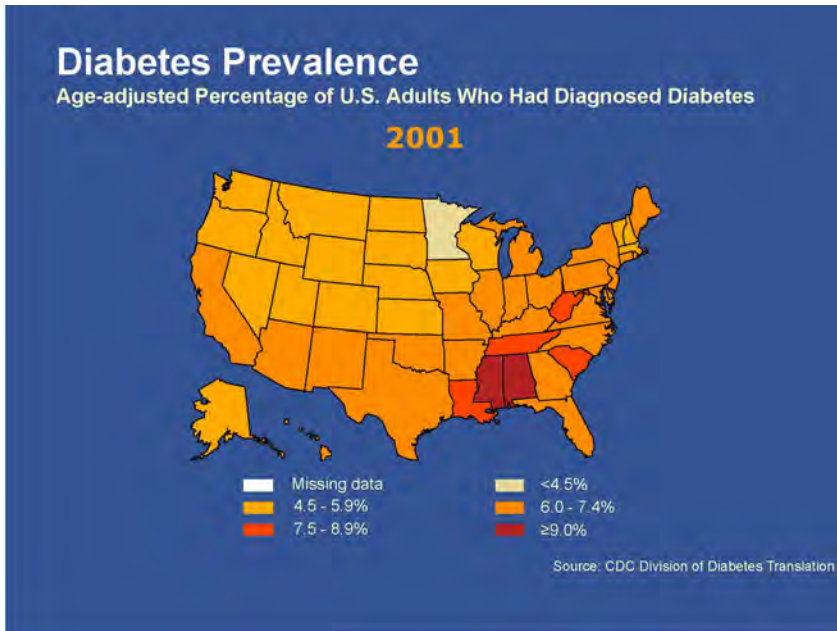 Diabetes Prevalence
Age-adjusted Percentage of U.S. Adults Who Had Diagnosed Diabetes
2001
Missing data
<4.5%
4.5 - 5.9%
6.0 - 7.4%
7.5 - 8.9%
≥9.0%
Source: CDC Division of Diabetes Translation